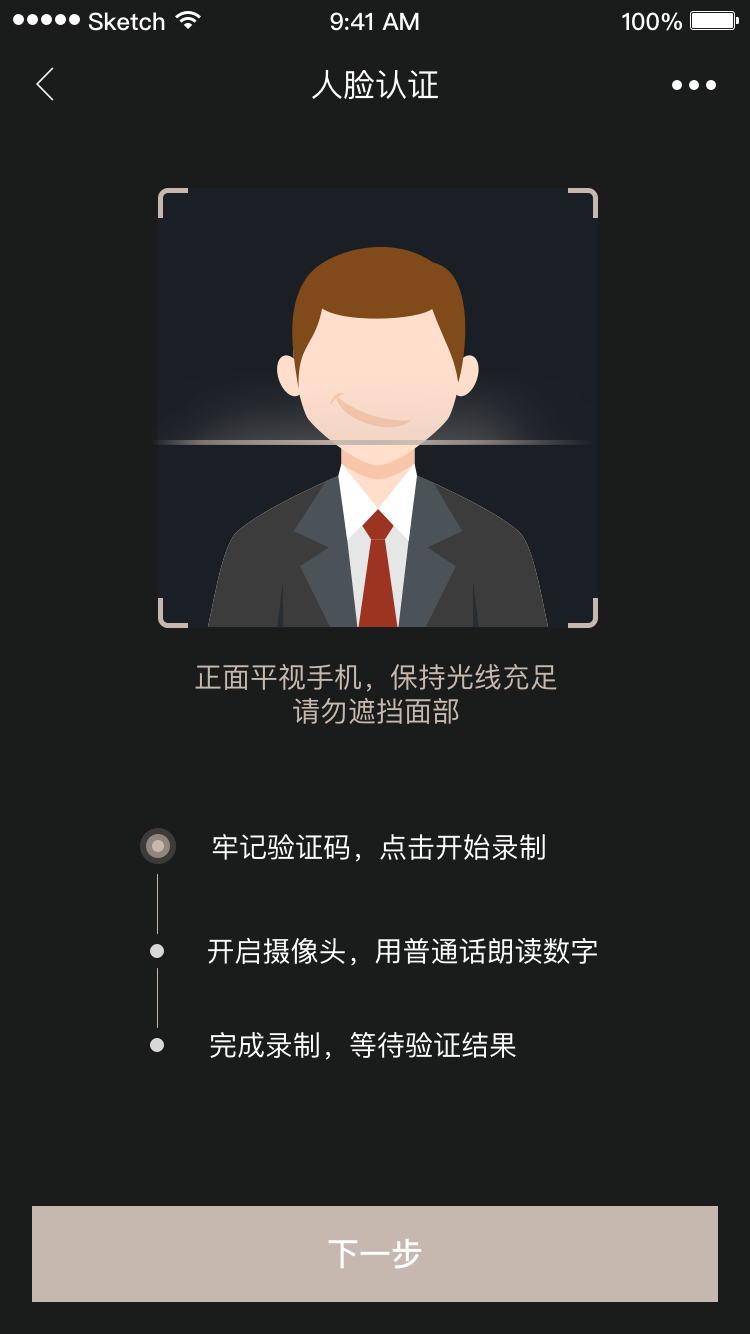 Sketch 9:41 AM 100%
人脸认证
正面平视手机，保持光线充足
请勿遮挡面部
牢记验证码，点击开始录制
开启摄像头，用普通话朗读数字
完成录制，等待验证结果
下一步